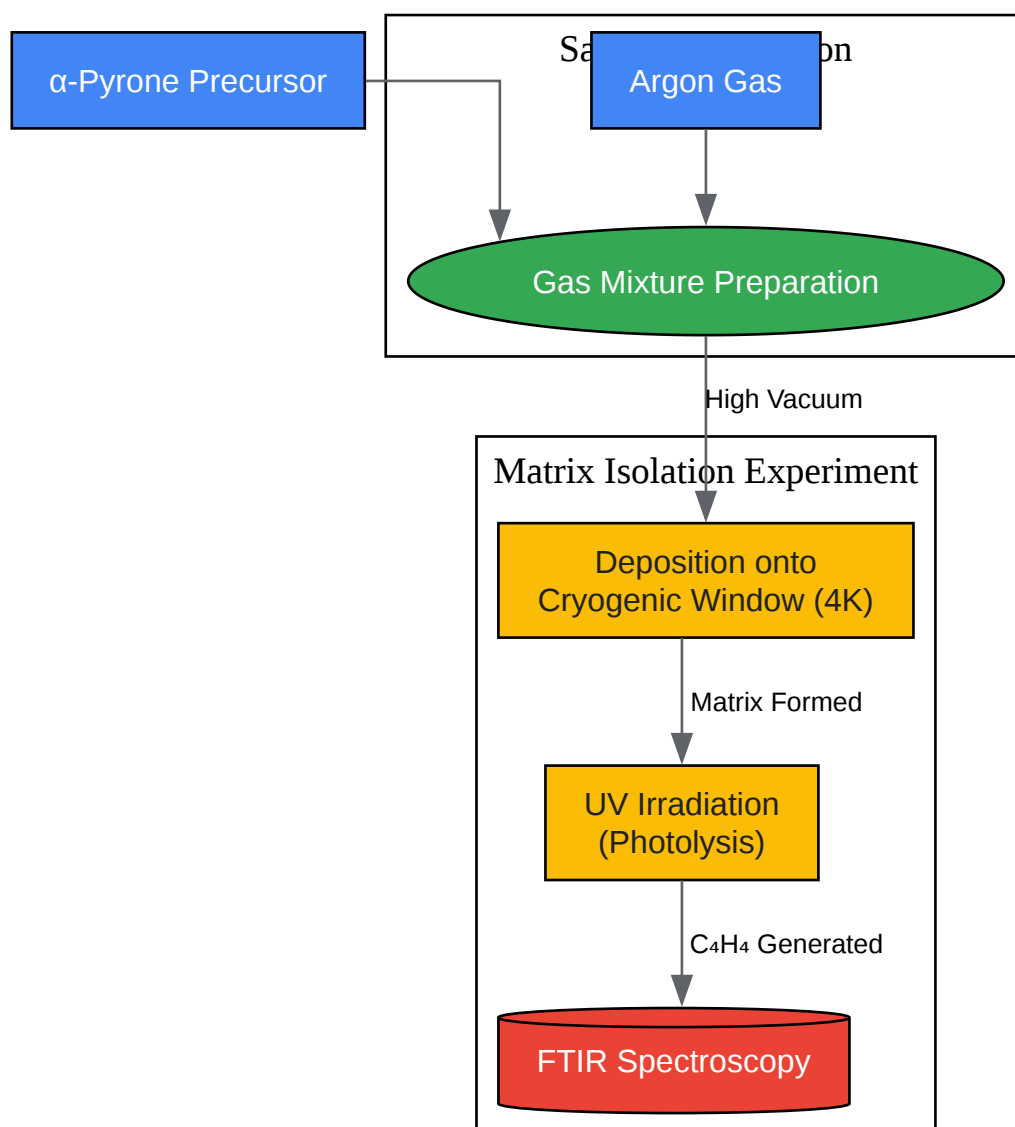 α-Pyrone Precursor
Argon Gas
Gas Mixture Preparation
High Vacuum
Matrix Isolation Experiment
Deposition onto
Cryogenic Window (4K)
Matrix Formed
UV Irradiation
(Photolysis)
C₄H₄ Generated
FTIR Spectroscopy